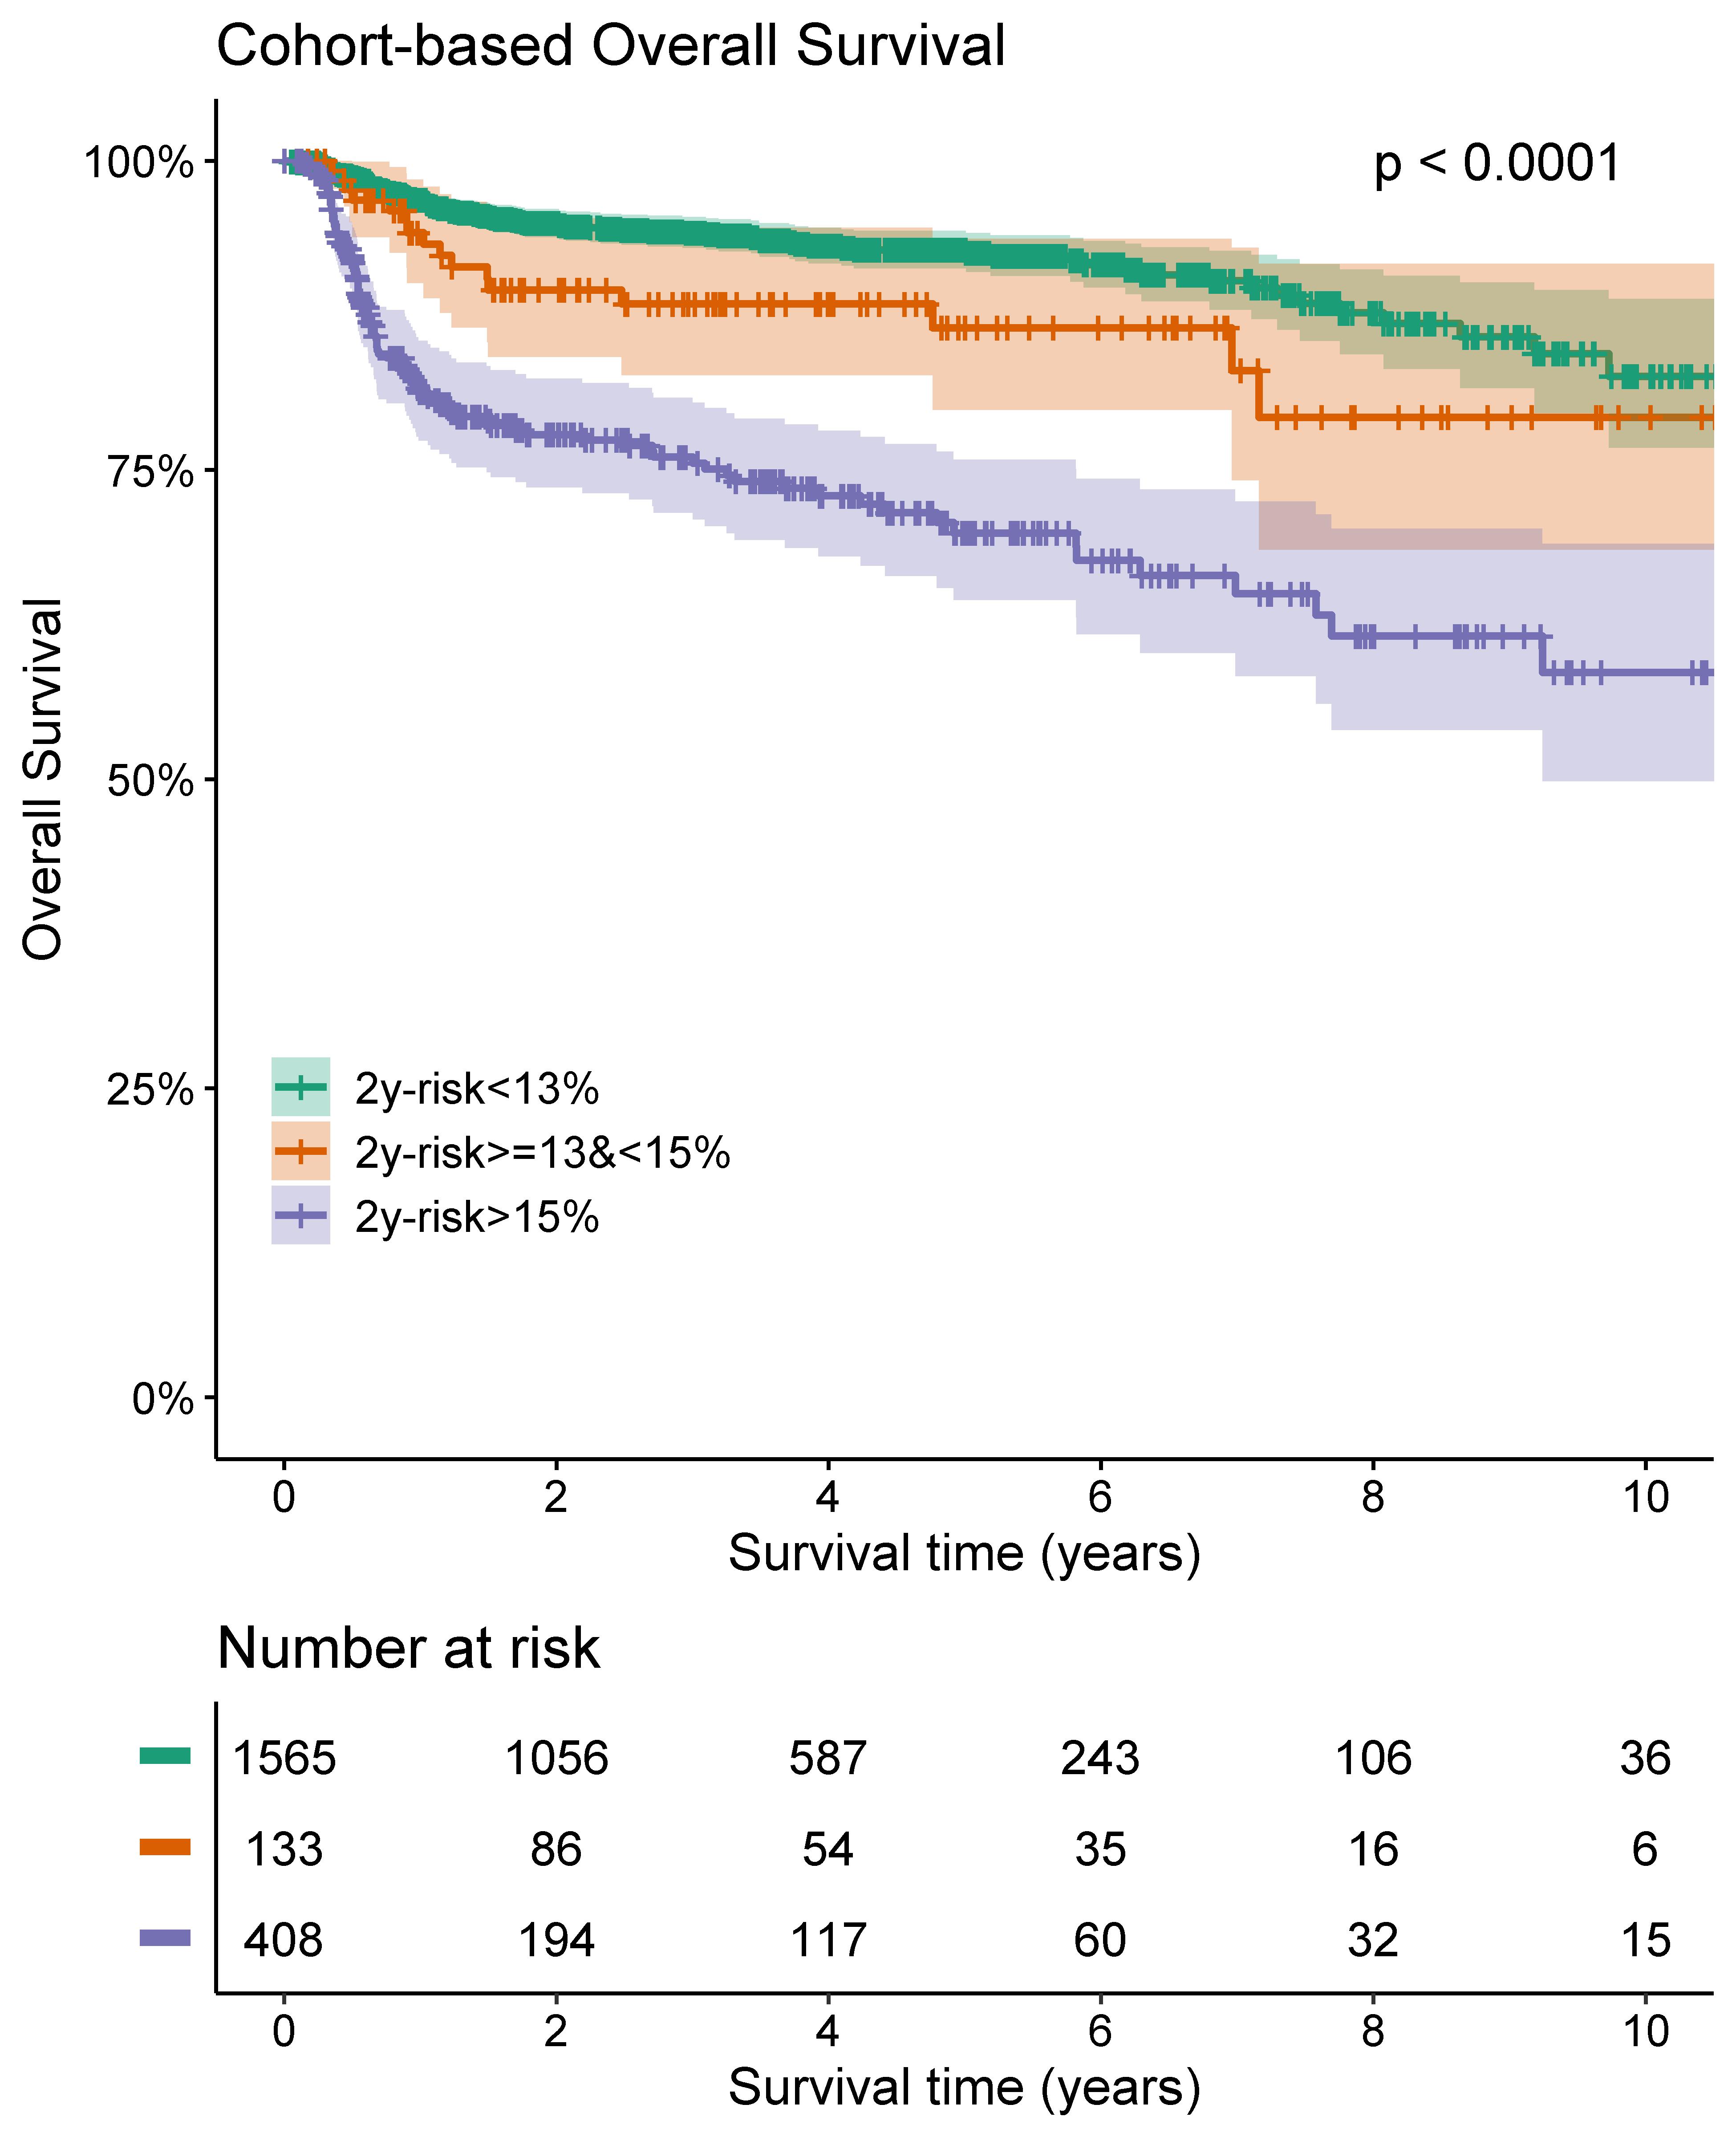 Cohort-based Overall Survival
p < 0.0001
100%
75%
50%
25%
0%
Overall Survival
2y-risk<13%
2y-risk>=13&<15%
2y-risk>15%
0 2 4 6 8 10
Survival time (years)
Number at risk
1565 1056 587 243 106 36
133 86 54 35 16 6
408 194 117 60 32 15
0 2 4 6 8 10
Survival time (years)